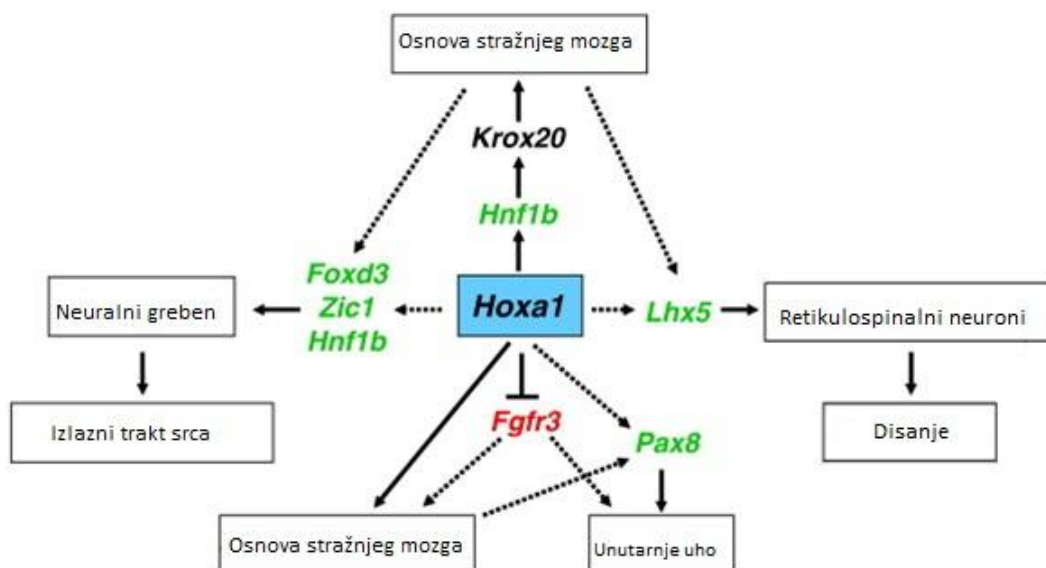 Osnova stražnjeg mozga
Krox20
Hnf1b
Foxd3
Zic1
Hnf1b
Neuralni greben
Hoxa1
Lhx5
Retikulospinalni neuroni
Izlazni trakt srca
Fgfr3
Pax8
Disanje
Osnova stražnjeg mozga
Unutarnje uho